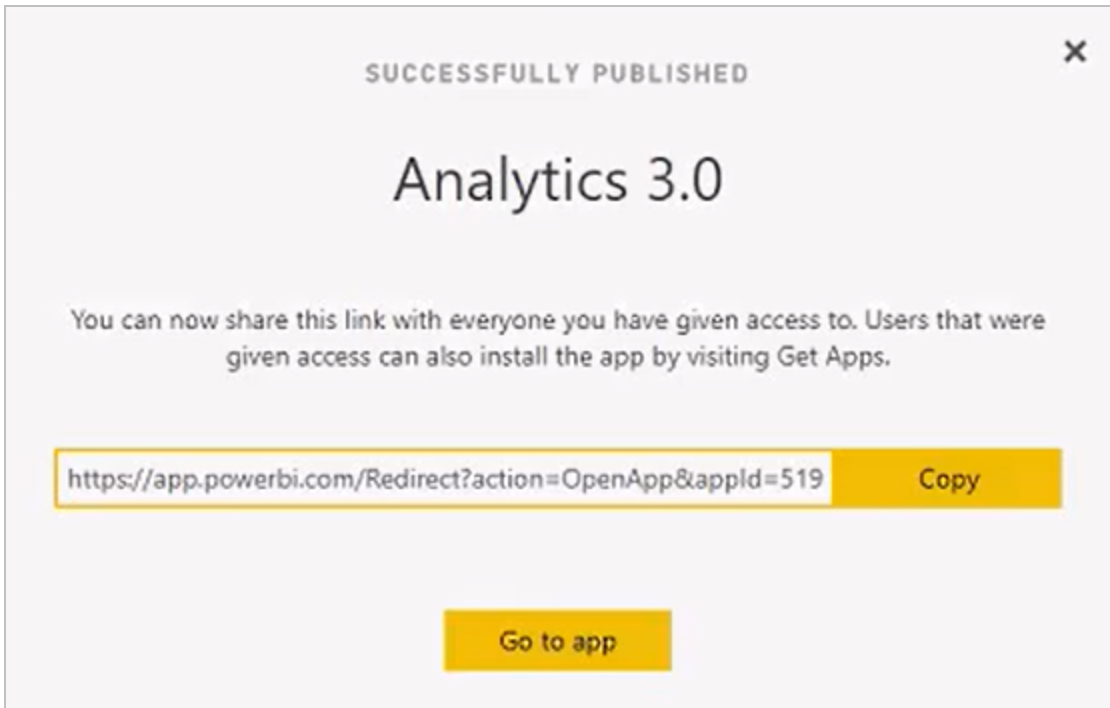 SUCCESSFULLY PUBLISHED
Analytics 3.0
You can now share this link with everyone you have given access to. Users that were
given access can also install the app by visiting Get Apps.
https://app.powerbi.com/Redirect?action=OpenApp&appId=519
Copy
Go to app